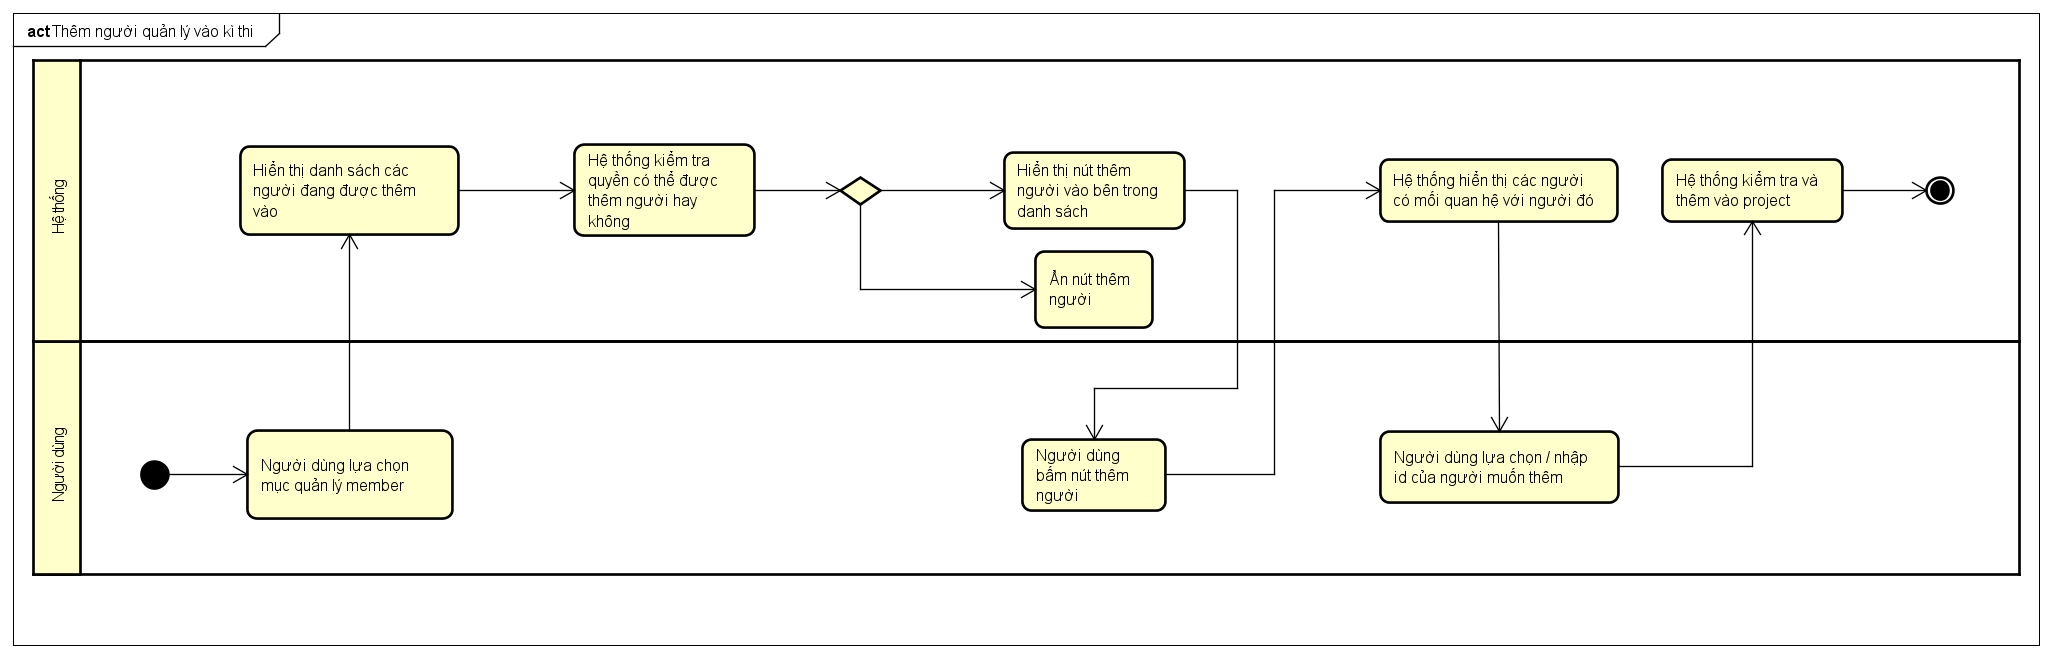 act Thêm người quản lý vào kì thi
Hệ thống
Hiển thị danh sách các
người đang được thêm
vào
Hệ thống kiểm tra
quyền có thể được
thêm người hay
không
Hiển thị nút thêm
người vào bên trong
danh sách
Ẩn nút thêm
người
Hệ thống hiển thị các người
có mối quan hệ với người đó
Hệ thống kiểm tra và
thêm vào project
Người dùng
Người dùng lựa chọn
mục quản lý member
Người dùng
bấm nút thêm
người
Người dùng lựa chọn / nhập
id của người muốn thêm